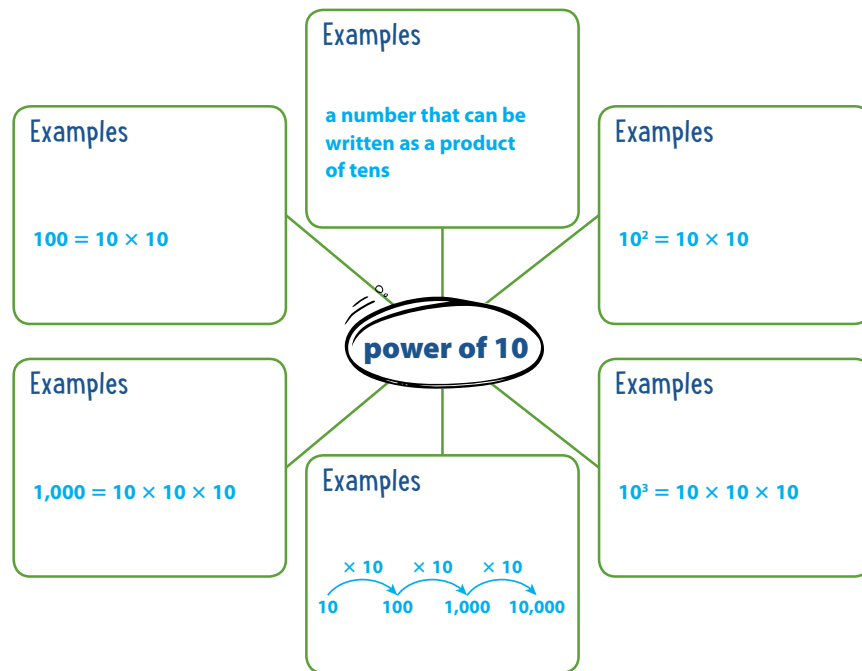 Examples
a number that can be
written as a product
of tens
Examples
100 = 10 × 10
Examples
10² = 10 × 10
power of 10
Examples
1,000 = 10 × 10 × 10
Examples
× 10 × 10 × 10
10 100 1,000 10,000
Examples
10³ = 10 × 10 × 10